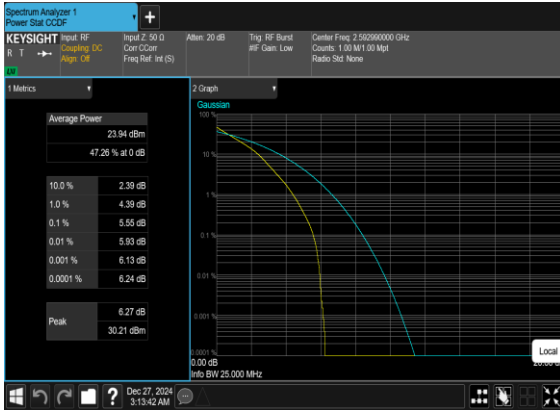 Spectrum Analyzer 1
Power Stat CCDF
KEYSIGHT
R T
LXI
Input: RF
Coupling: DC
Align: Off
Input Z: 50 Ω
Corr CCorr
Freq Ref: Int (S)
Atten: 20 dB
Trig: RF Burst
#IF Gain: Low
Center Freq: 2.592990000 GHz
Counts: 1.00 M/1.00 Mpt
Radio Std: None
1 Metrics
Average Power
23.94 dBm
47.26 % at 0 dB
10.0 % 2.39 dB
1.0 % 4.39 dB
0.1 % 5.55 dB
0.01 % 5.93 dB
0.001 % 6.13 dB
0.0001 % 6.24 dB
Peak
6.27 dB
30.21 dBm
2 Graph
Gaussian
100 %
10 %
1 %
0.1 %
0.01 %
0.001 %
0.0001 %
0.00 dB
Info BW 25.000 MHz
Local
Dec 27, 2024
3:13:42 AM